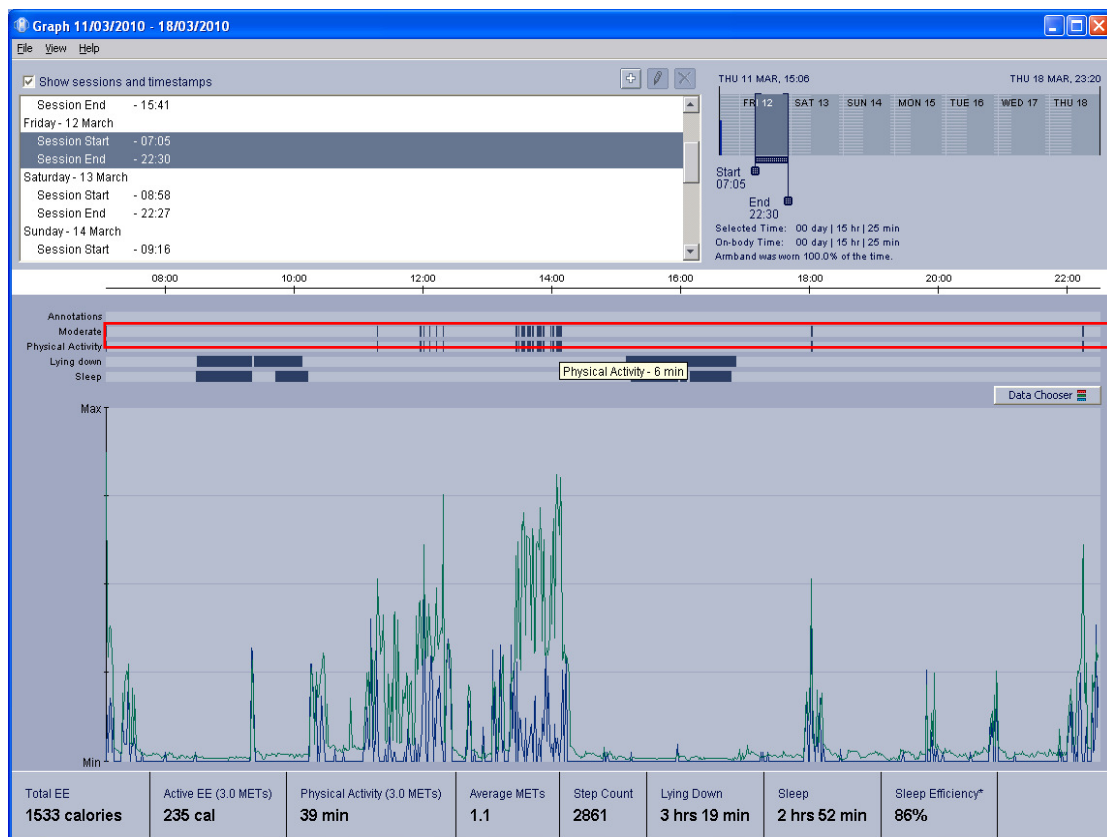 Graph 11/03/2010 - 18/03/2010
File View Help
Show sessions and timestamps
Session End - 15:41
Friday - 12 March
Session Start - 07:05
Session End - 22:30
Saturday - 13 March
Session Start - 08:58
Session End - 22:27
Sunday - 14 March
Session Start - 09:16
THU 11 MAR, 15:06 THU 18 MAR, 23:20
FRI 12 SAT 13 SUN 14 MON 15 TUE 16 WED 17 THU 18
Start
07:05
End
22:30
Selected Time: 00 day | 15 hr | 25 min
On-body Time: 00 day | 15 hr | 25 min
Armband was worn 100.0% of the time.
08:00 10:00 12:00 14:00 16:00 18:00 20:00 22:00
Annotations
Moderate
Physical Activity
Lying down
Sleep
Physical Activity - 6 min
Data Chooser
Max
Min
Total EE Active EE (3.0 METs) Physical Activity (3.0 METs) Average METs Step Count Lying Down Sleep Sleep Efficiency*
1533 calories 235 cal 39 min 1.1 2861 3 hrs 19 min 2 hrs 52 min 86%